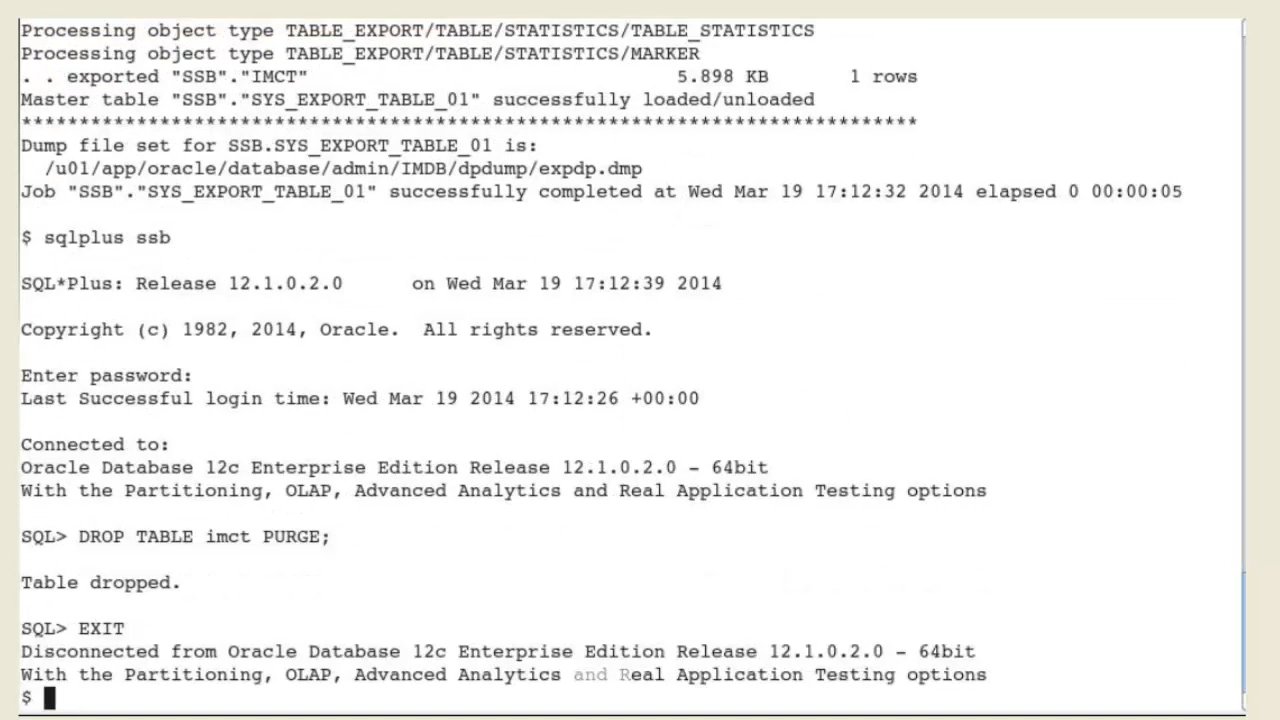 Processing object type TABLE_EXPORT/TABLE/STATISTICS/TABLE_STATISTICS
Processing object type TABLE_EXPORT/TABLE/STATISTICS/MARKER
. . exported "SSB"."IMCT" 5.898 KB 1 rows
Master table "SSB"."SYS_EXPORT_TABLE_01" successfully loaded/unloaded
******************************************************************************
Dump file set for SSB.SYS_EXPORT_TABLE_01 is:
/u01/app/oracle/database/admin/IMDB/dpdump/expdp.dmp
Job "SSB"."SYS_EXPORT_TABLE_01" successfully completed at Wed Mar 19 17:12:32 2014 elapsed 0 00:00:05
$ sqlplus ssb
SQL*Plus: Release 12.1.0.2.0 on Wed Mar 19 17:12:39 2014
Copyright (c) 1982, 2014, Oracle. All rights reserved.
Enter password:
Last Successful login time: Wed Mar 19 2014 17:12:26 +00:00
Connected to:
Oracle Database 12c Enterprise Edition Release 12.1.0.2.0 - 64bit
With the Partitioning, OLAP, Advanced Analytics and Real Application Testing options
SQL> DROP TABLE imct PURGE;
Table dropped.
SQL> EXIT
Disconnected from Oracle Database 12c Enterprise Edition Release 12.1.0.2.0 - 64bit
With the Partitioning, OLAP, Advanced Analytics and Real Application Testing options
$